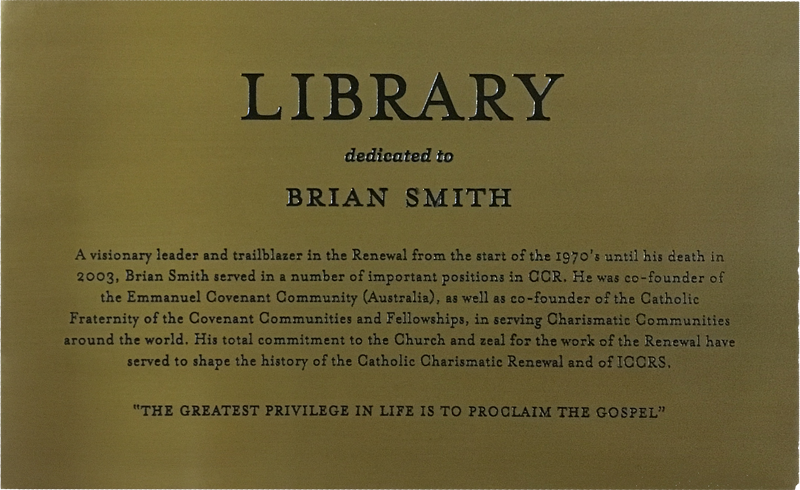 LIBRARY
dedicated to
BRIAN SMITH
A visionary leader and trailblazer in the Renewal from the start of the 1970's until his death in
2003, Brian Smith served in a number of important positions in CCR. He was co-founder of
the Emmanuel Covenant Community (Australia), as well as co-founder of the Catholic
Fraternity of the Covenant Communities and Fellowships, in serving Charismatic Communities
around the world. His total commitment to the Church and zeal for the work of the Renewal have
served to shape the history of the Catholic Charismatic Renewal and of ICCRS.
"THE GREATEST PRIVILEGE IN LIFE IS TO PROCLAIM THE GOSPEL"